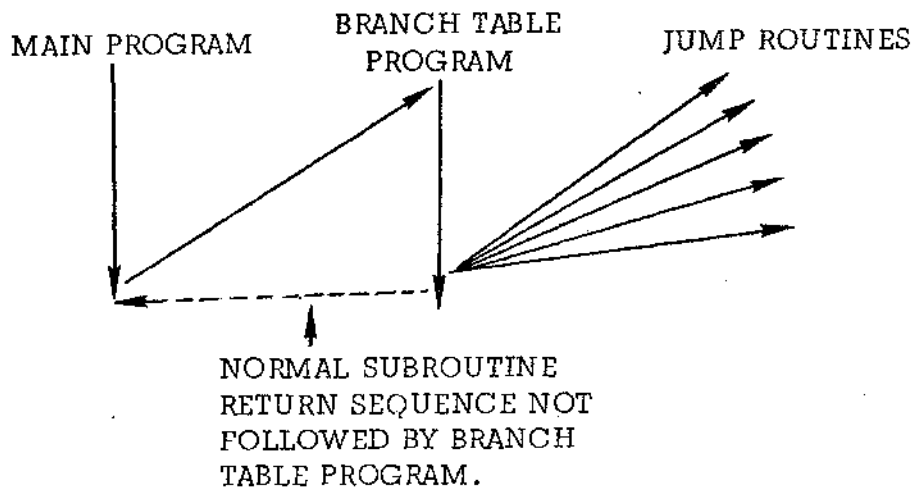 MAIN PROGRAM
BRANCH TABLE
PROGRAM
JUMP ROUTINES
NORMAL SUBROUTINE
RETURN SEQUENCE NOT
FOLLOWED BY BRANCH
TABLE PROGRAM.